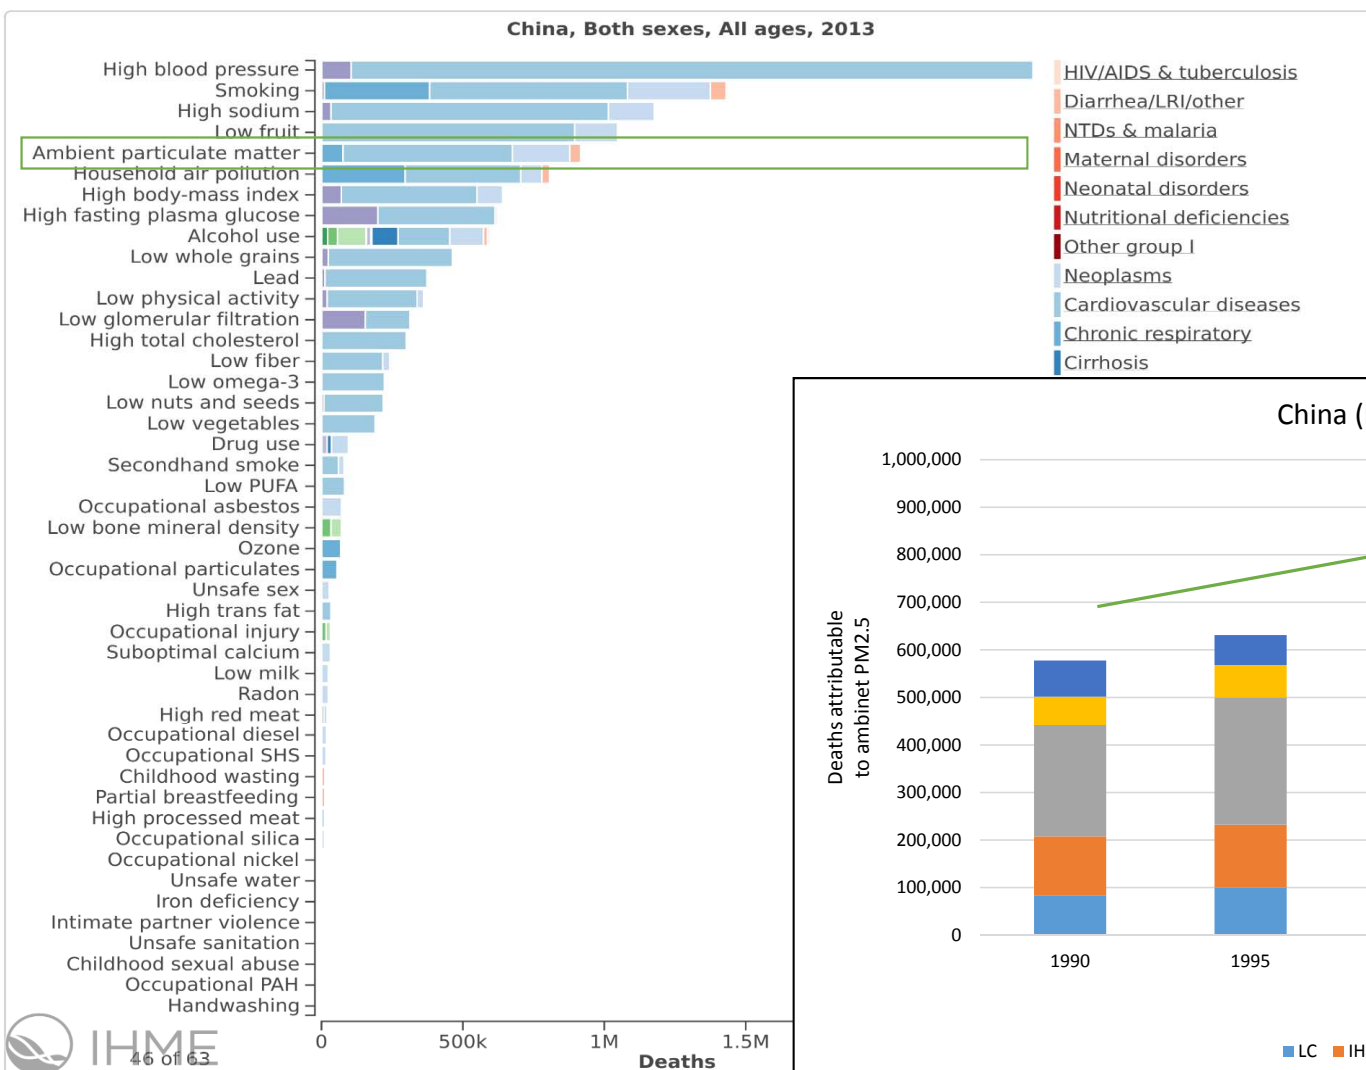 China, Both sexes, All ages, 2013
High blood pressure
Smoking
High sodium
Low fruit
Ambient particulate matter
Household air pollution
High body-mass index
High fasting plasma glucose
Alcohol use
Low whole grains
Lead
Low physical activity
Low glomerular filtration
High total cholesterol
Low fiber
Low omega-3
Low nuts and seeds
Low vegetables
Drug use
Secondhand smoke
Low PUFA
Occupational asbestos
Low bone mineral density
Ozone
Occupational particulates
Unsafe sex
High trans fat
Occupational injury
Suboptimal calcium
Low milk
Radon
High red meat
Occupational diesel
Occupational SHS
Childhood wasting
Partial breastfeeding
High processed meat
Occupational silica
Occupational nickel
Unsafe water
Iron deficiency
Intimate partner violence
Unsafe sanitation
Childhood sexual abuse
Occupational PAH
Handwashing
0 500k 1M 1.5M
Deaths
IHME
46 of 63
HIV/AIDS & tuberculosis
Diarrhea/LRI/other
NTDs & malaria
Maternal disorders
Neonatal disorders
Nutritional deficiencies
Other group I
Neoplasms
Cardiovascular diseases
Chronic respiratory
Cirrhosis
China (
Deaths attributable
to ambinet PM2.5
1,000,000
900,000
800,000
700,000
600,000
500,000
400,000
300,000
200,000
100,000
0
1990 1995
LC IH